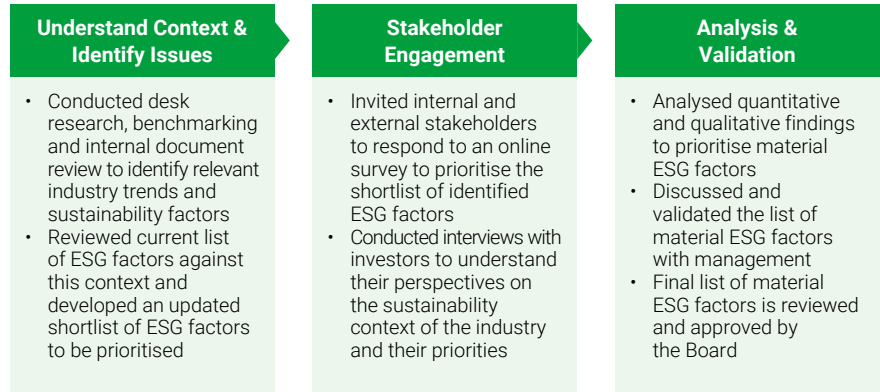 Understand Context &
Identify Issues
• Conducted desk
research, benchmarking
and internal document
review to identify relevant
industry trends and
sustainability factors
• Reviewed current list
of ESG factors against
this context and
developed an updated
shortlist of ESG factors
to be prioritised
Stakeholder
Engagement
• Invited internal and
external stakeholders
to respond to an online
survey to prioritise the
shortlist of identified
ESG factors
• Conducted interviews with
investors to understand
their perspectives on
the sustainability
context of the industry
and their priorities
Analysis &
Validation
• Analysed quantitative
and qualitative findings
to prioritise material
ESG factors
• Discussed and
validated the list of
material ESG factors
with management
• Final list of material
ESG factors is reviewed
and approved by
the Board